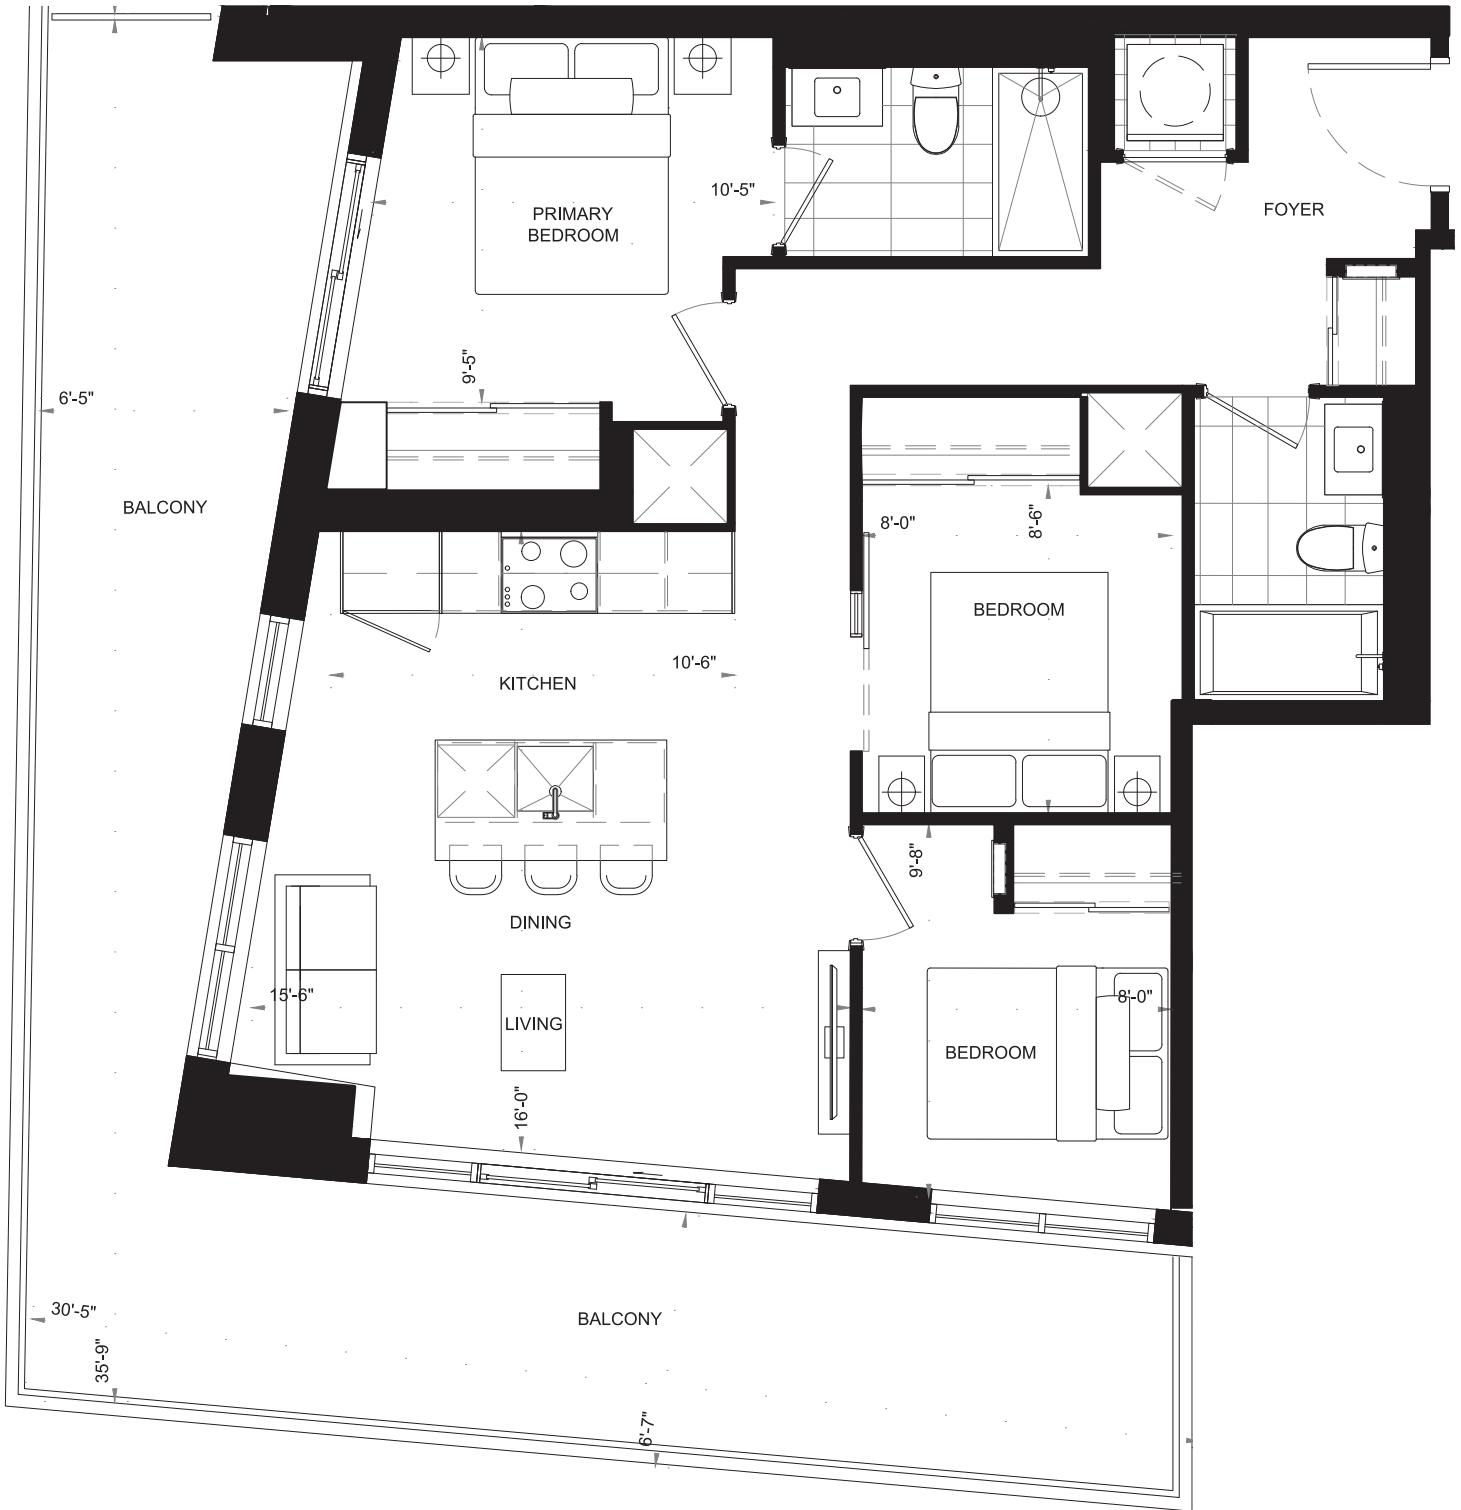 10'-5"
PRIMARY
BEDROOM
FOYER
9'-5"
6'-5"
BALCONY
8'-0"
8'-6"
BEDROOM
10'-6"
KITCHEN
9'-8"
DINING
15'-6"
8'-0"
LIVING
BEDROOM
16'-0"
30'-5"
BALCONY
35'-9"
6'-7"